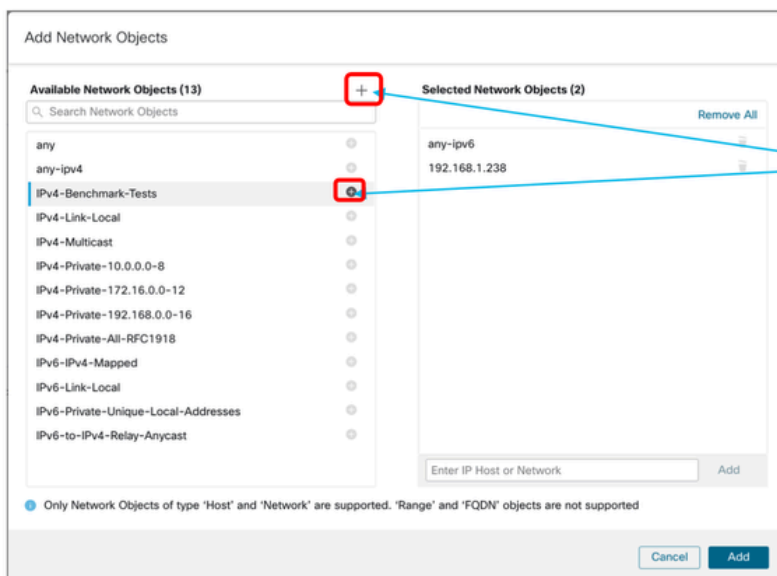 Add Network Objects
Available Network Objects (13)
Search Network Objects
any
any-ipv4
IPv4-Benchmark-Tests
IPv4-Link-Local
IPv4-Multicast
IPv4-Private-10.0.0.0-8
IPv4-Private-172.16.0.0-12
IPv4-Private-192.168.0.0-16
IPv4-Private-All-RFC1918
IPv6-IPv4-Mapped
IPv6-Link-Local
IPv6-Private-Unique-Local-Addresses
IPv6-to-IPv4-Relay-Anycast
Selected Network Objects (2)
Remove All
any-ipv6
192.168.1.238
Enter IP Host or Network
Add
Only Network Objects of type 'Host' and 'Network' are supported. 'Range' and 'FQDN' objects are not supported
Cancel
Add